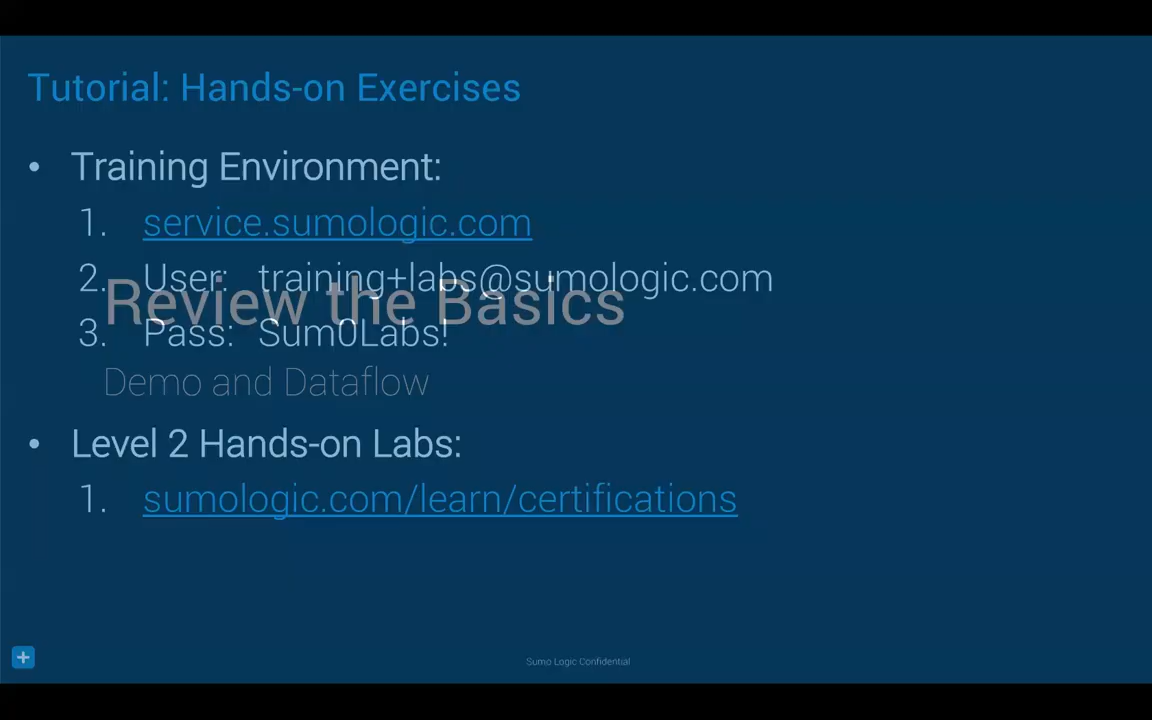 Tutorial: Hands-on Exercises
• Training Environment:
1. service.sumologic.com
2. User: training+labs@sumologic.com
Review the Basics
3. Pass: Sum0Labs!
Demo and Dataflow
• Level 2 Hands-on Labs:
1. sumologic.com/learn/certifications
Sumo Logic Confidential